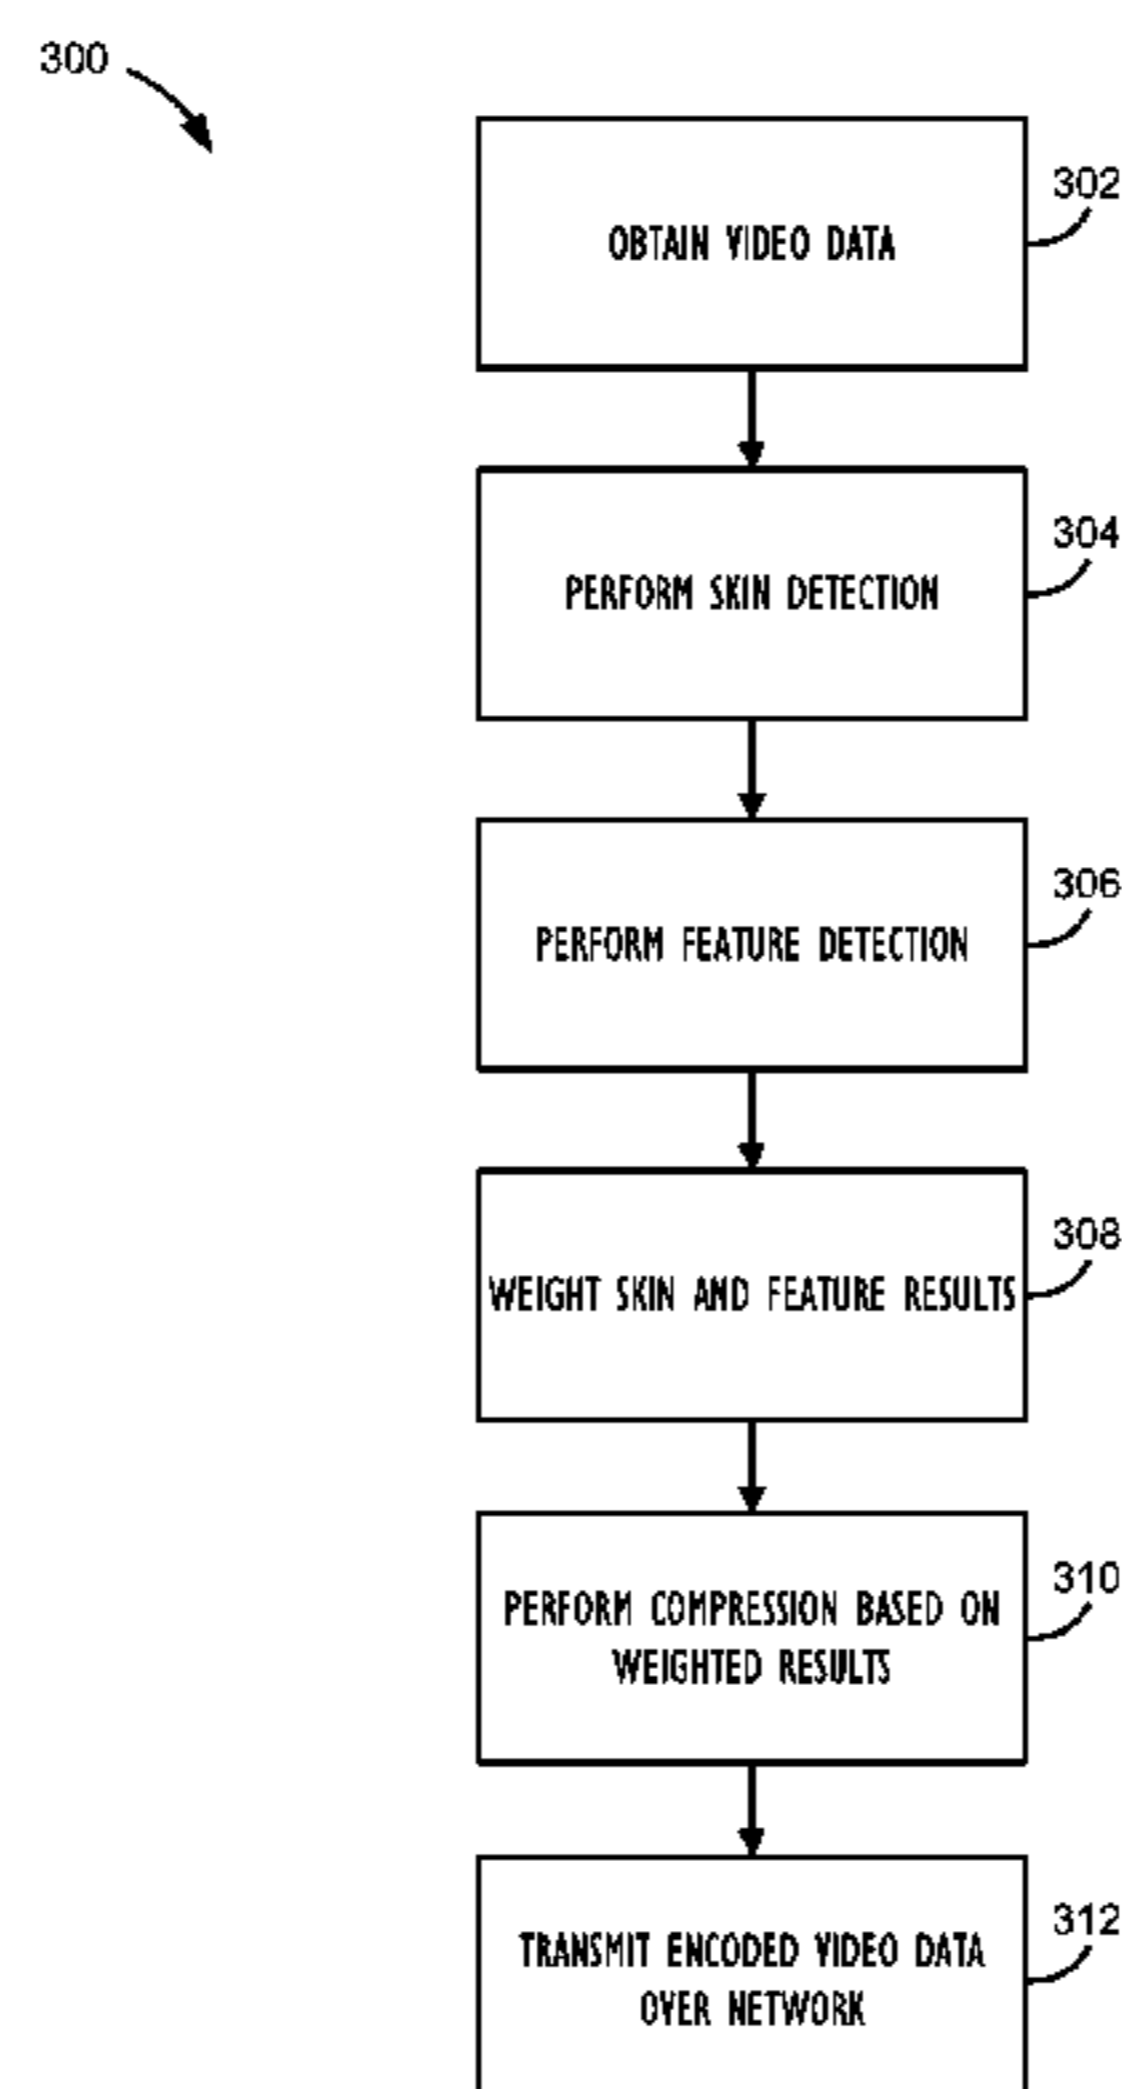 300
302
OBTAIN VIDEO DATA
304
PERFORM SKIN DETECTION
306
PERFORM FEATURE DETECTION
308
WEIGHT SKIN AND FEATURE RESULTS
310
PERFORM COMPRESSION BASED ON
WEIGHTED RESULTS
312
TRANSMIT ENCODED VIDEO DATA
OVER NETWORK